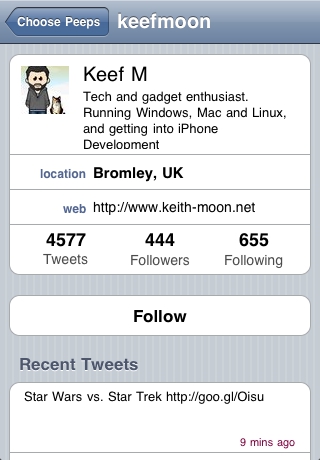 Choose Peeps
keefmoon
Keef M
Tech and gadget enthusiast.
Running Windows, Mac and Linux,
and getting into iPhone
Development
location Bromley, UK
web http://www.keith-moon.net
4577 444 655
Tweets Followers Following
Follow
Recent Tweets
Star Wars vs. Star Trek http://goo.gl/Oisu
9 mins ago